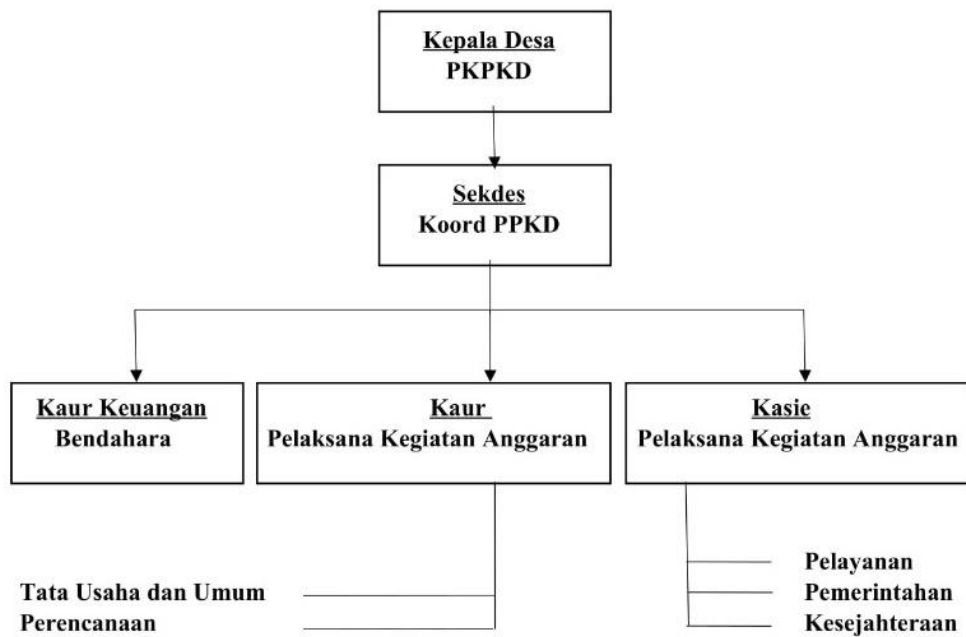 Kepala Desa
PKPKD
Sekdes
Koord PPKD
Kaur Keuangan
Bendahara
Kaur
Pelaksana Kegiatan Anggaran
Kasie
Pelaksana Kegiatan Anggaran
Tata Usaha dan Umum
Perencanaan
Pelayanan
Pemerintahan
Kesejahteraan